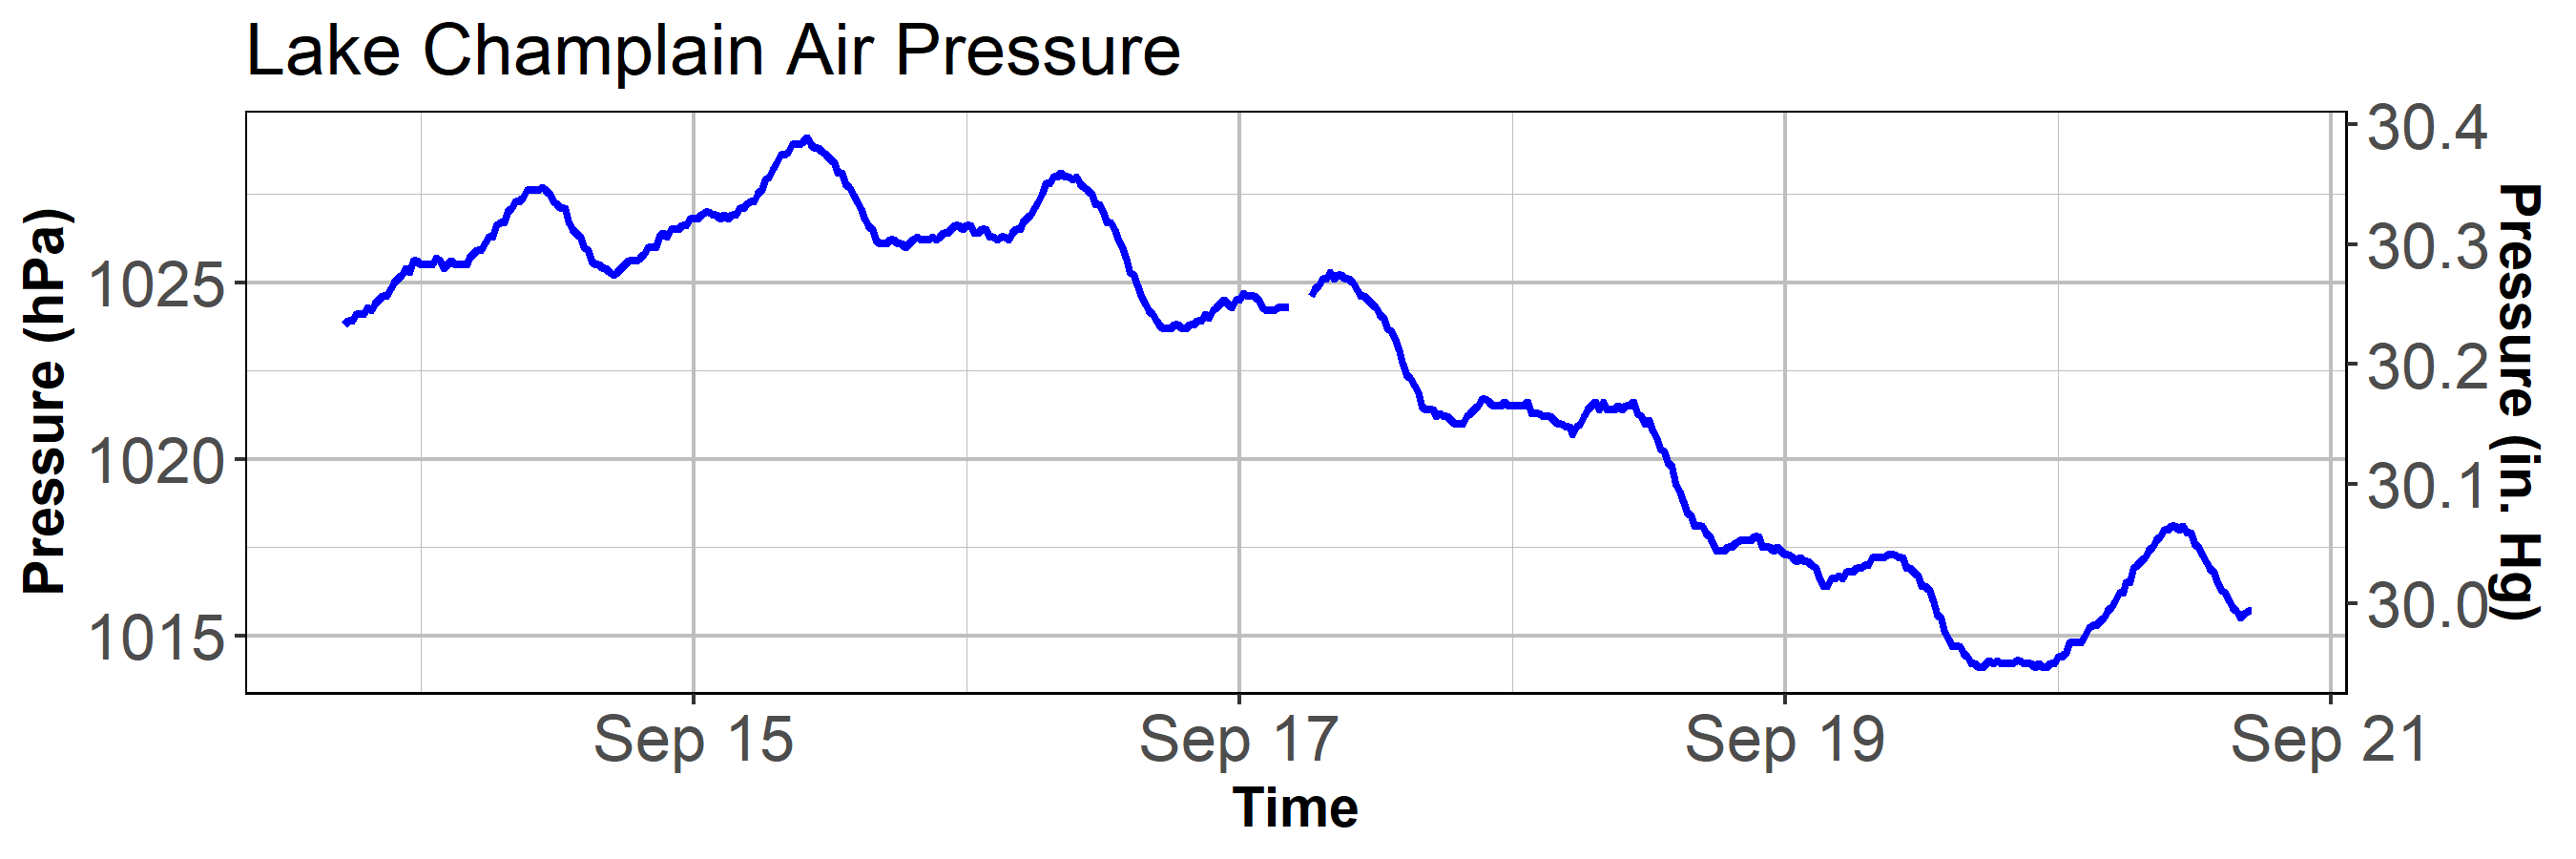 Lake Champlain Air Pressure
Pressure (hPa)
1025
1020
1015
30.4
30.3
30.2
30.1
30.0
Pressure (in. Hg)
Sep 15 Sep 17 Sep 19 Sep 21
Time